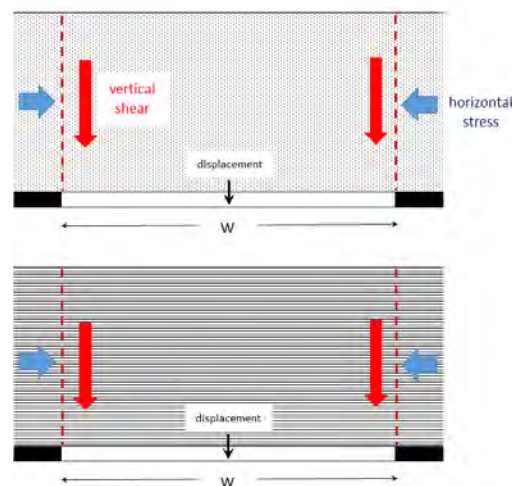 vertical
shear
horizontal
stress
displacement
W
displacement
W